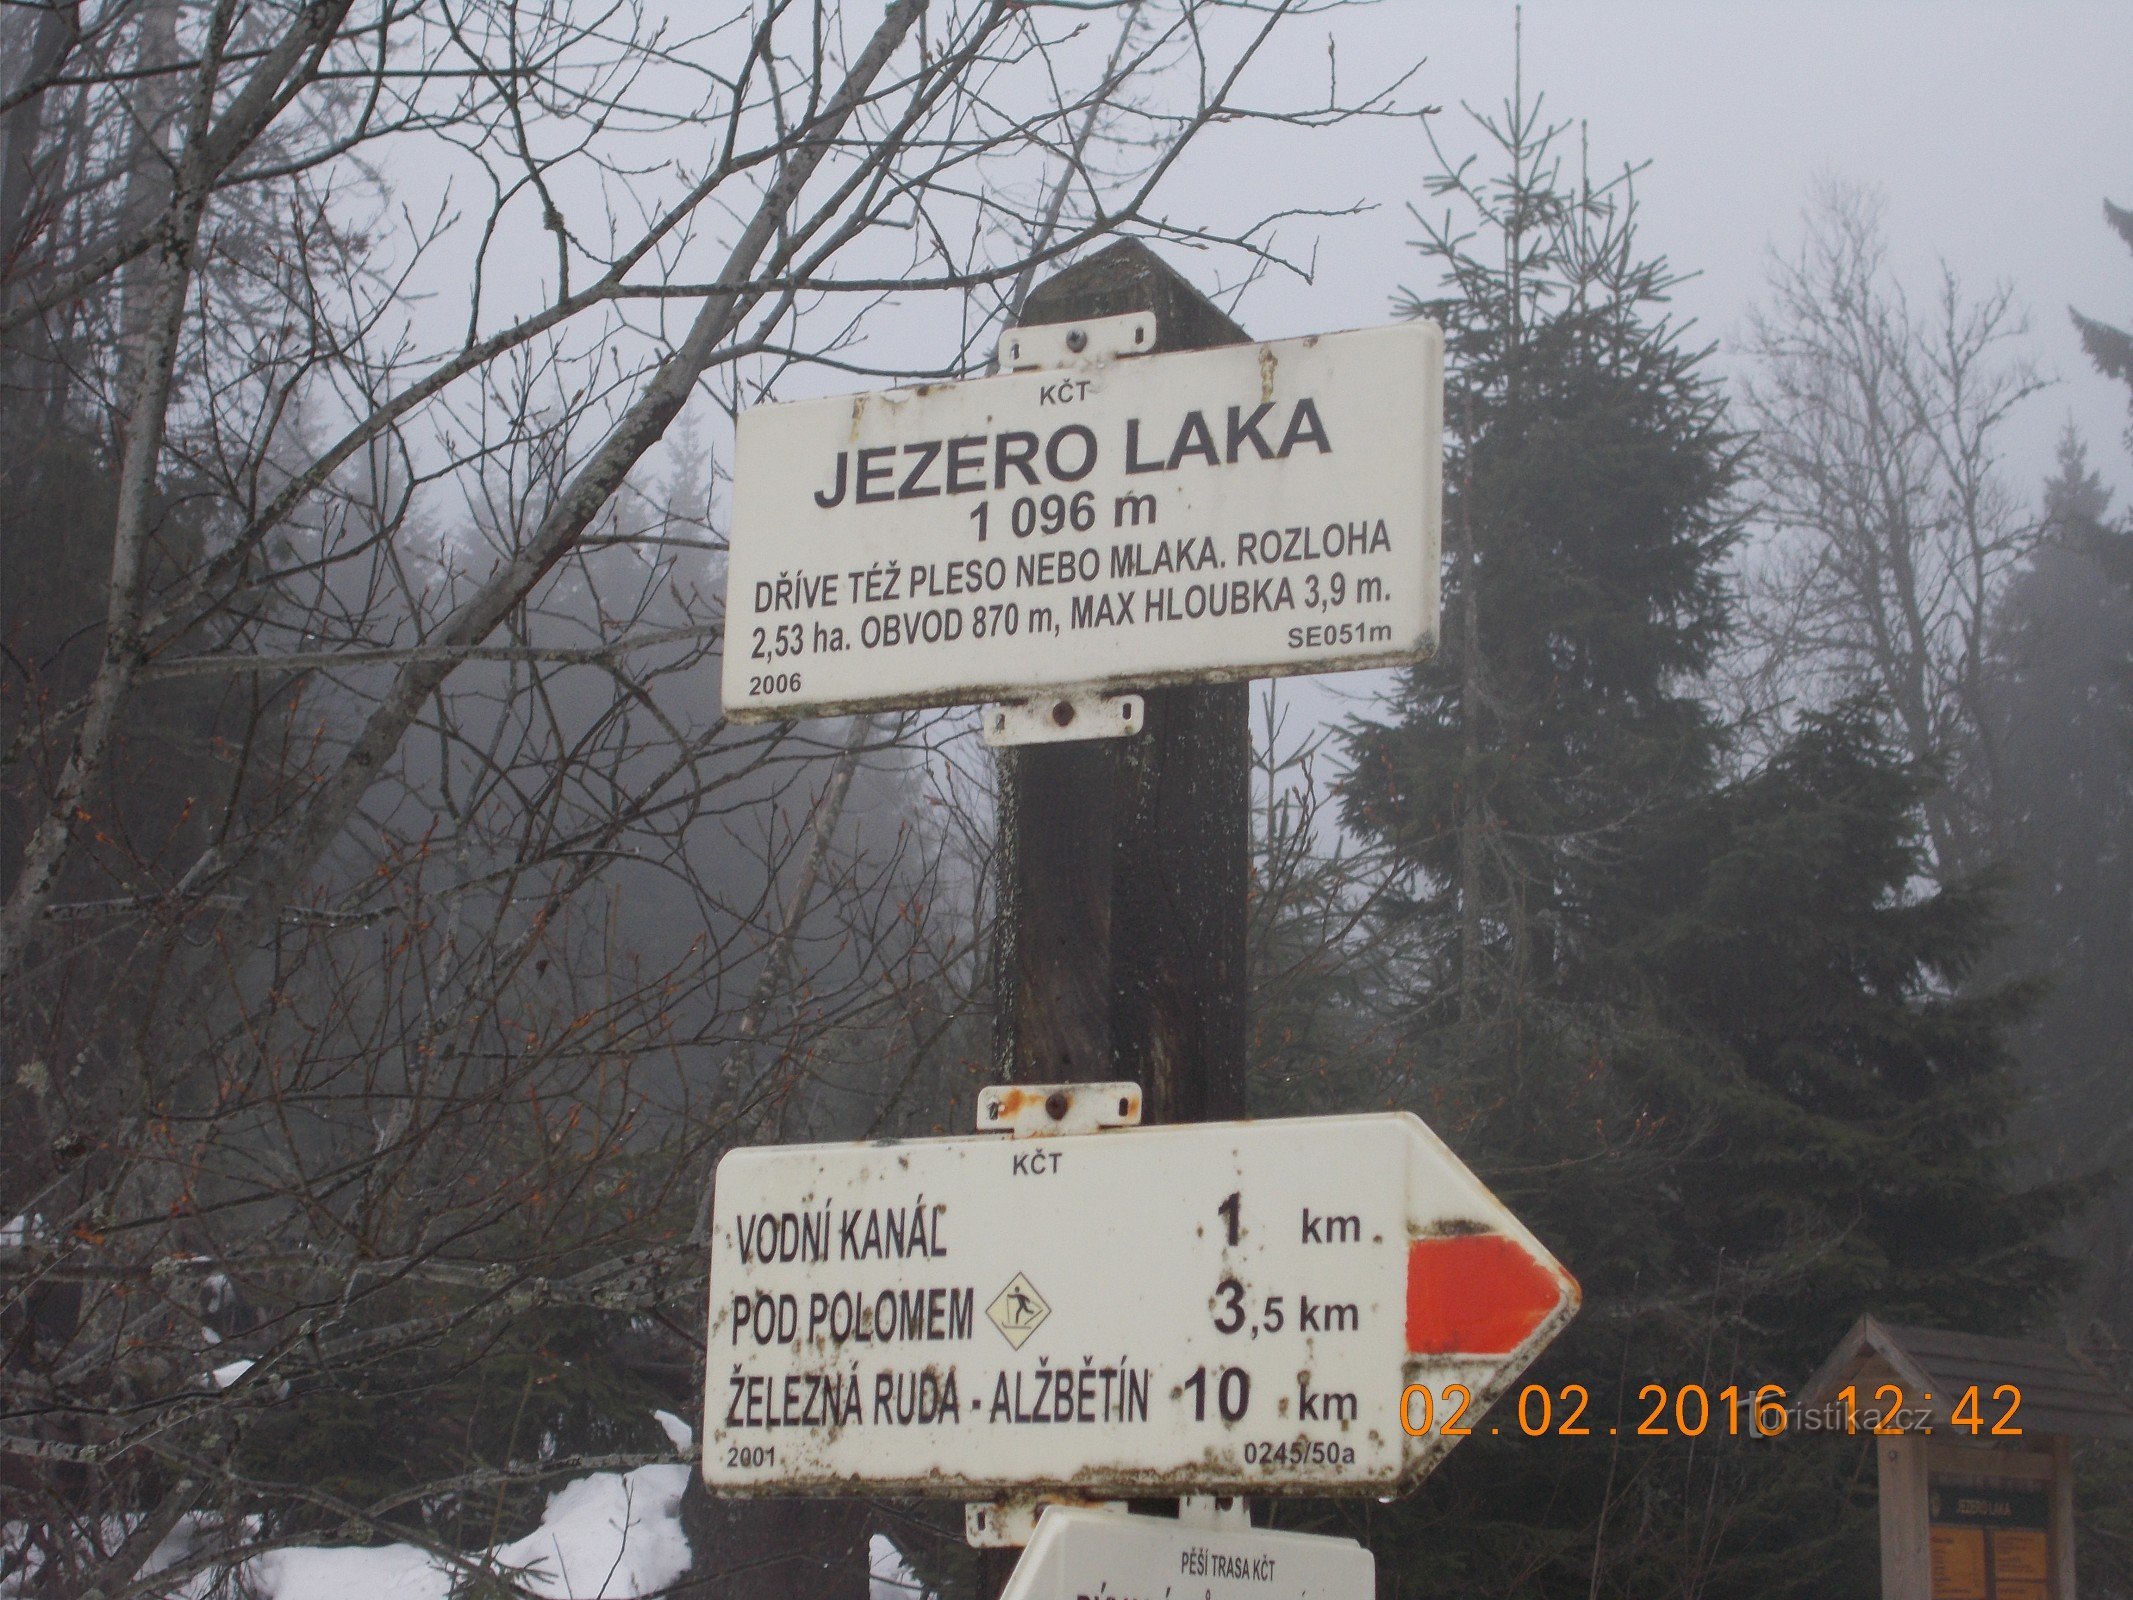 KČT
JEZERO LAKA
1 096 m
DŘÍVE TÉŽ PLESO NEBO MLAKA. ROZLOHA
2,53 ha. OBVOD 870 m, MAX HLOUBKA 3,9 m.
SE051m
2006
KČT
VODNÍ KANÁL 1 km
POD POLOMEM 3,5 km
ŽELEZNÁ RUDA - ALŽBĚTÍN 10 km
2001 0245/50a
02.02.2016 12:42
Turistika.cz
JEZERO LAKA
PĚŠÍ TRASA KČT